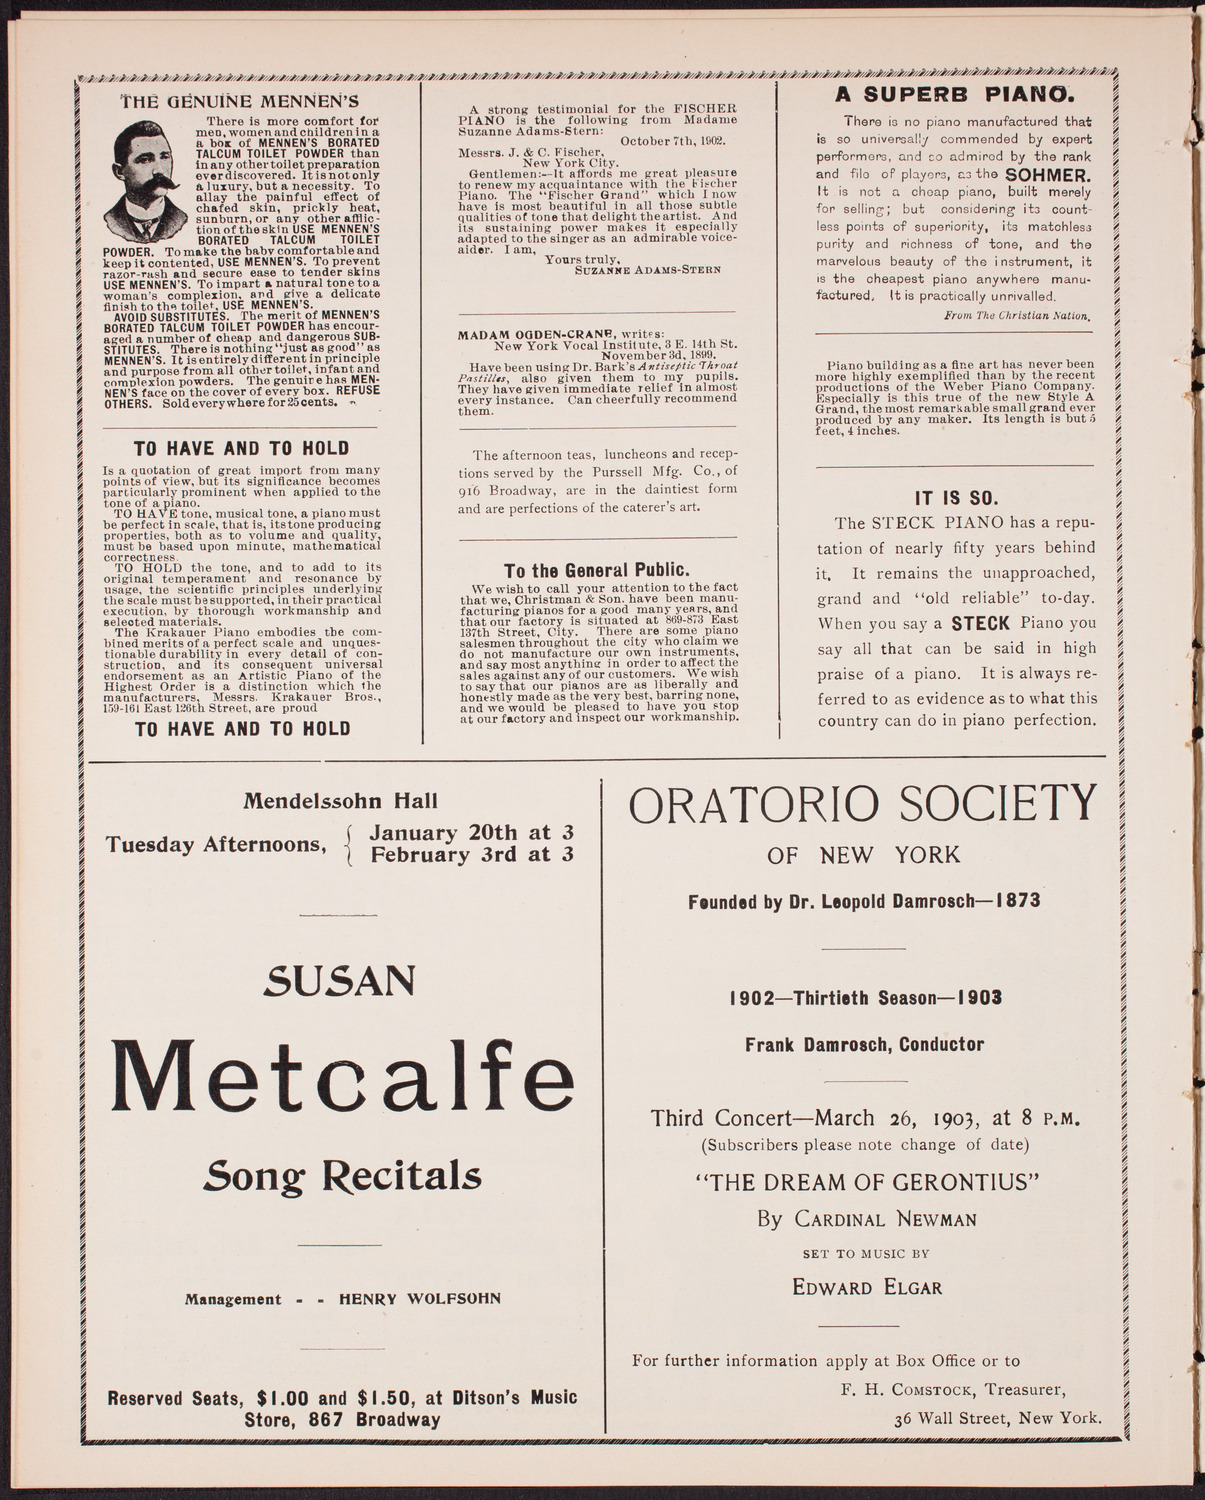 THE GENUINE MENNEN'S
There is more comfort for
men, women and children in a
a box of MENNEN'S BORATED
TALCUM TOILET POWDER than
in any other toilet preparation
ever discovered. It is not only
a luxury, but a necessity. To
allay the painful effect of
chafed skin, prickly heat,
sunburn, or any other afflic-
tion of the skin USE MENNEN'S
BORATED TALCUM TOILET
POWDER. To make the baby comfortable and
keep it contented, USE MENNEN'S. To prevent
razor-rash and secure ease to tender skins
USE MENNEN'S. To impart a natural tone to a
woman's complexion, and give a delicate
finish to the toilet, USE MENNEN'S.
AVOID SUBSTITUTES. The merit of MENNEN'S
BORATED TALCUM TOILET POWDER has encour-
aged a number of cheap and dangerous SUB-
STITUTES. There is nothing "just as good" as
MENNEN'S. It is entirely different in principle
and purpose from all other toilet, infant and
complexion powders. The genuire has MEN-
NEN'S face on the cover of every box. REFUSE
OTHERS. Sold everywhere for 25 cents.
TO HAVE AND TO HOLD
Is a quotation of great import from many
points of view, but its significance becomes
particularly prominent when applied to the
tone of a piano.
TO HAVE tone, musical tone, a piano must
be perfect in scale, that is, its tone producing
properties, both as to volume and quality,
must be based upon minute, mathematical
correctness.
TO HOLD the tone, and to add to its
original temperament and resonance by
usage, the scientific principles underlying
the scale must be supported, in their practical
execution, by thorough workmanship and
selected materials.
The Krakauer Piano embodies the com-
bined merits of a perfect scale and unques-
tionable durability in every detail of con-
struction, and its consequent universal
endorsement as an Artistic Piano of the
Highest Order is a distinction which the
manufacturers, Messrs. Krakauer Bros.,
159-161 East 126th Street, are proud
TO HAVE AND TO HOLD
A strong testimonial for the FISCHER
PIANO is the following from Madame
Suzanne Adams-Stern:
October 7th, 1902.
Messrs. J. & C. Fischer,
New York City.
Gentlemen:—It affords me great pleasure
to renew my acquaintance with the Fischer
Piano. The "Fischer Grand" which I now
have is most beautiful in all those subtle
qualities of tone that delight the artist. And
its sustaining power makes it especially
adapted to the singer as an admirable voice-
aider. I am,
Yours truly,
SUZANNE ADAMS-STERN
MADAM OGDEN-CRANE, writes:
New York Vocal Institute, 3 E. 14th St.
November 3d, 1899.
Have been using Dr. Bark's Antiseptic Throat
Pastilles, also given them to my pupils.
They have given immediate relief in almost
every instance. Can cheerfully recommend
them.
The afternoon teas, luncheons and recep-
tions served by the Purssell Mfg. Co., of
916 Broadway, are in the daintiest form
and are perfections of the caterer's art.
To the General Public.
We wish to call your attention to the fact
that we, Christman & Son, have been manu-
facturing pianos for a good many years, and
that our factory is situated at 869-873 East
137th Street, City. There are some piano
salesmen throughout the city who claim we
do not manufacture our own instruments,
and say most anything in order to affect the
sales against any of our customers. We wish
to say that our pianos are as liberally and
honestly made as the very best, barring none,
and we would be pleased to have you stop
at our factory and inspect our workmanship.
A SUPERB PIANO.
There is no piano manufactured that
is so universally commended by expert
performers, and so admired by the rank
and file of players, as the SOHMER.
It is not a cheap piano, built merely
for selling; but considering its count-
less points of superiority, its matchless
purity and richness of tone, and the
marvelous beauty of the instrument, it
is the cheapest piano anywhere manu-
factured. It is practically unrivalled.
From The Christian Nation.
Piano building as a fine art has never been
more highly exemplified than by the recent
productions of the Weber Piano Company.
Especially is this true of the new Style A
Grand, the most remarkable small grand ever
produced by any maker. Its length is but 5
feet, 4 inches.
IT IS SO.
The STECK PIANO has a repu-
tation of nearly fifty years behind
it. It remains the unapproached,
grand and "old reliable" to-day.
When you say a STECK Piano you
say all that can be said in high
praise of a piano. It is always re-
ferred to as evidence as to what this
country can do in piano perfection.
Mendelssohn Hall
Tuesday Afternoons, { January 20th at 3
February 3rd at 3
SUSAN
Metcalfe
Song Recitals
Management - - HENRY WOLFSOHN
Reserved Seats, $1.00 and $1.50, at Ditson's Music
Store, 867 Broadway
ORATORIO SOCIETY
OF NEW YORK
Founded by Dr. Leopold Damrosch—1873
1902—Thirtieth Season—1903
Frank Damrosch, Conductor
Third Concert—March 26, 1903, at 8 P.M.
(Subscribers please note change of date)
"THE DREAM OF GERONTIUS"
By CARDINAL NEWMAN
SET TO MUSIC BY
EDWARD ELGAR
For further information apply at Box Office or to
F. H. COMSTOCK, Treasurer,
36 Wall Street, New York.